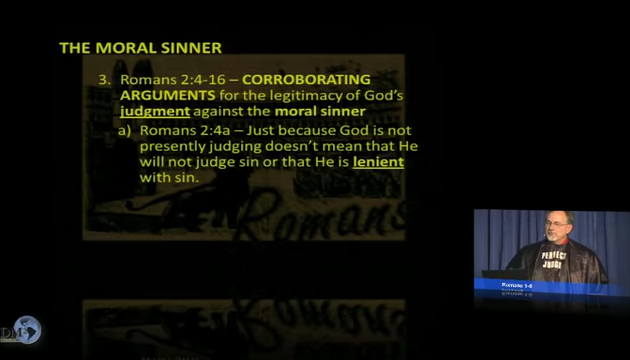 THE MORAL SINNER
3. Romans 2:4-16 – CORROBORATING
ARGUMENTS for the legitimacy of God's
judgment against the moral sinner
a) Romans 2:4a – Just because God is not
presently judging doesn't mean that He
will not judge sin or that He is lenient
with sin.
Romans
PERFECT
JUDGE
Romans 1-8
DM